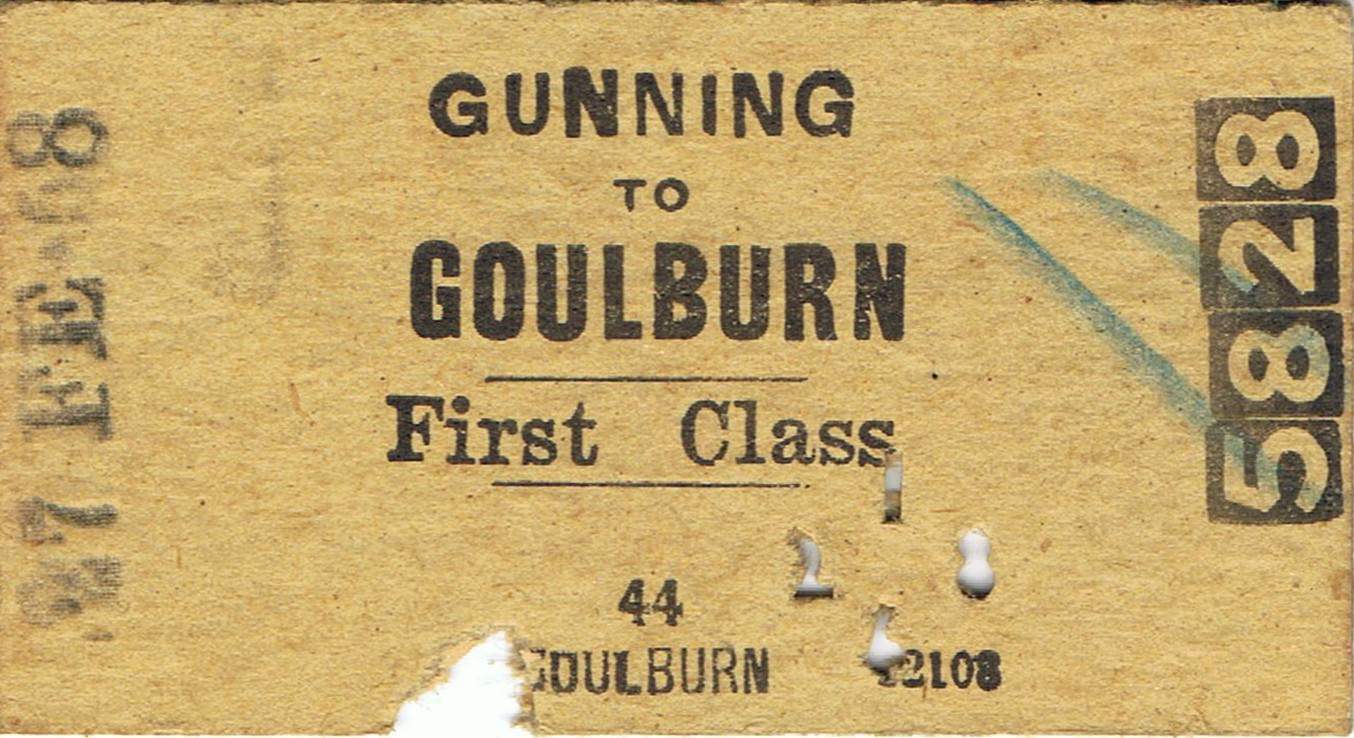 GUNNING
TO
GOULBURN
First Class
44
GOULBURN
5828